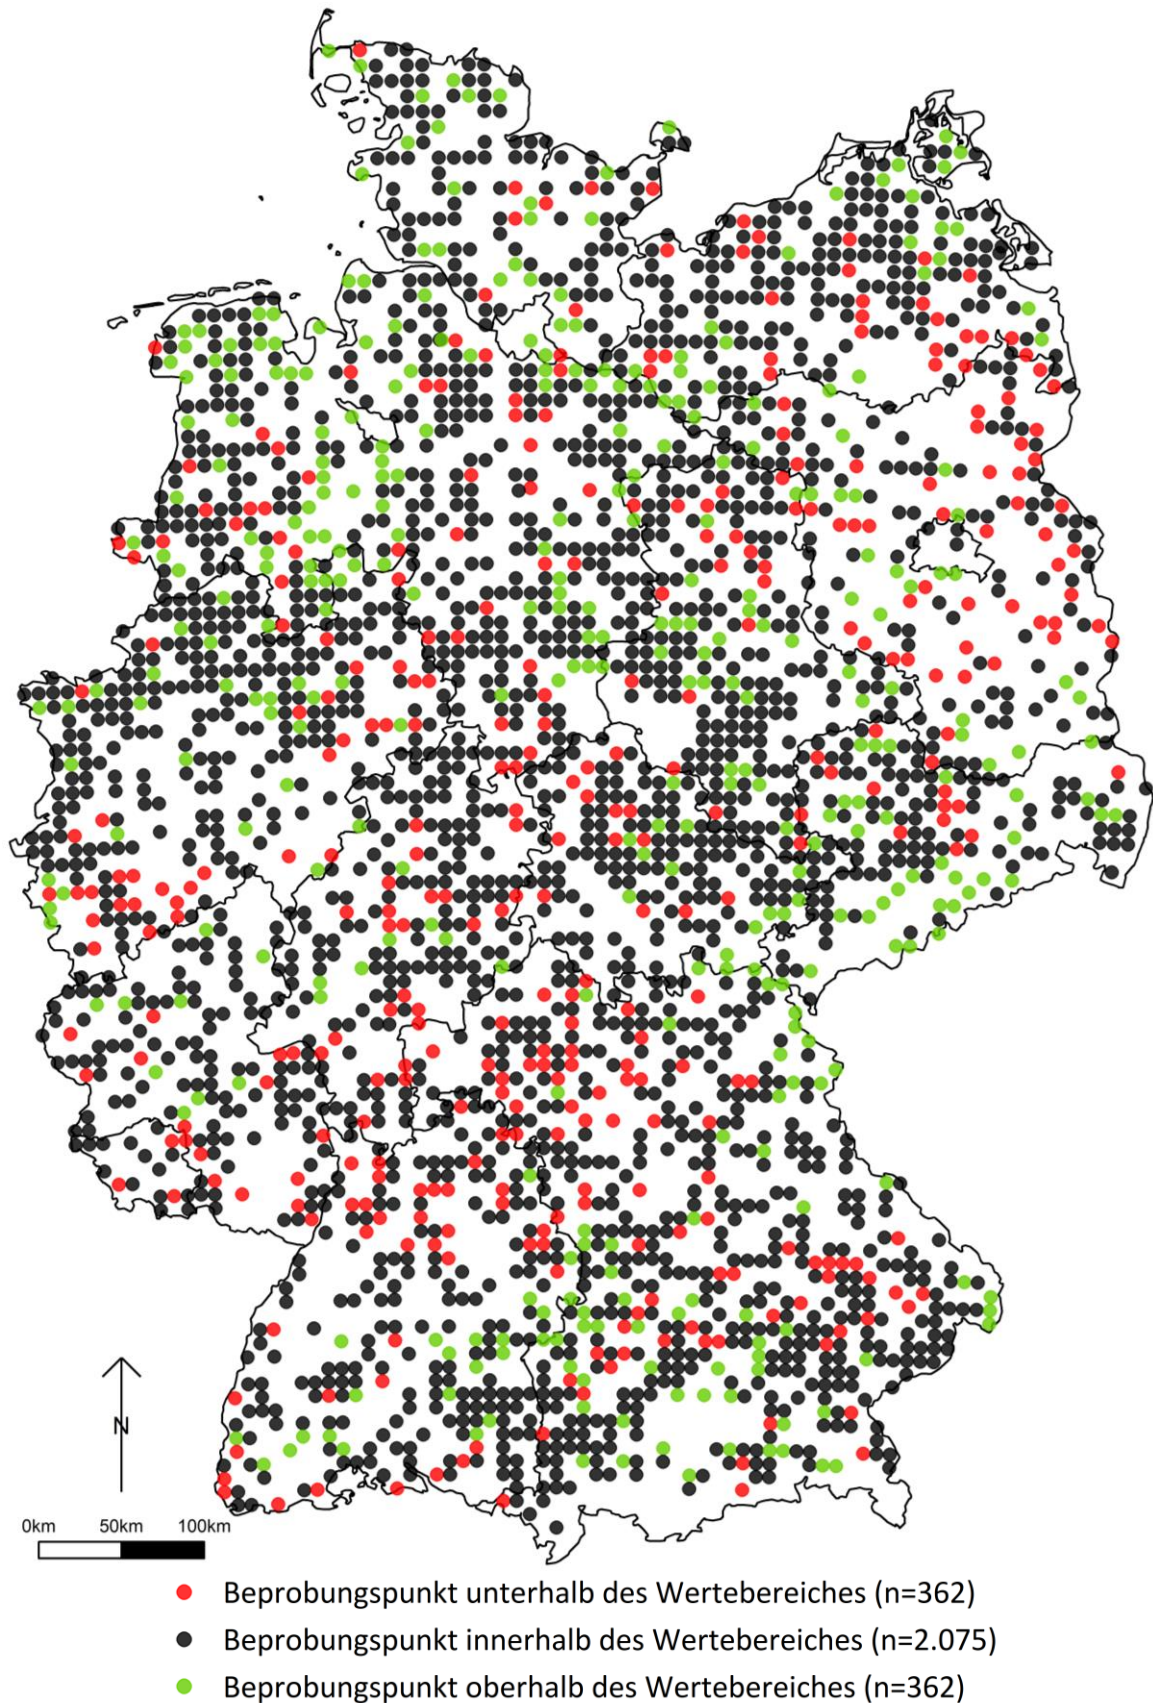 N
0km 50km 100km
Beprobungspunkt unterhalb des Wertebereiches (n=362)
Beprobungspunkt innerhalb des Wertebereiches (n=2.075)
Beprobungspunkt oberhalb des Wertebereiches (n=362)